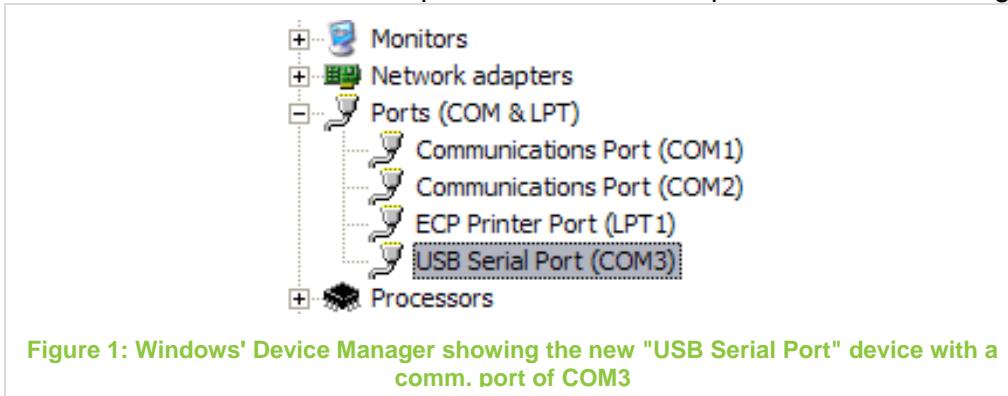 Monitors
Network adapters
Ports (COM & LPT)
Communications Port (COM1)
Communications Port (COM2)
ECP Printer Port (LPT1)
USB Serial Port (COM3)
Processors
Figure 1: Windows' Device Manager showing the new "USB Serial Port" device with a
comm. port of COM3